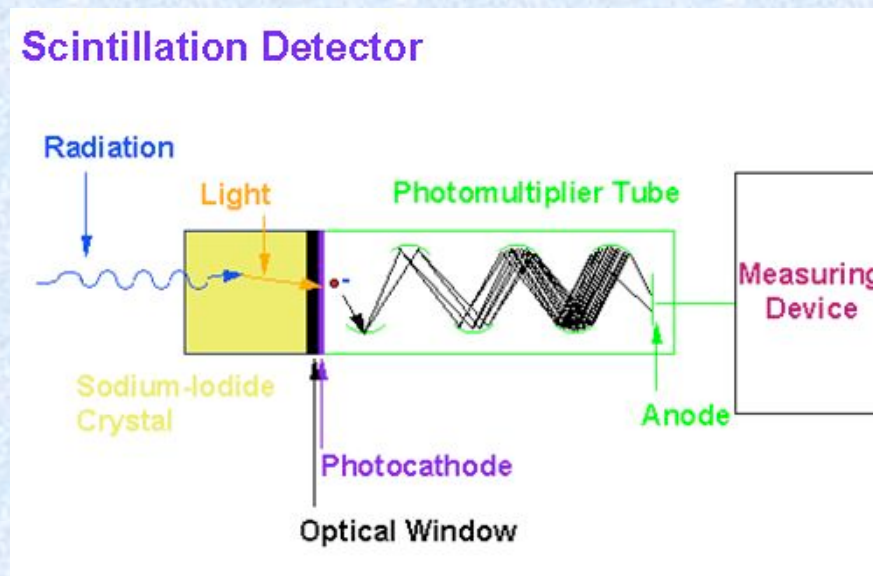 Scintillation Detector
Radiation
Light
Photomultiplier Tube
Measuring
Device
Sodium-Iodide
Crystal
Anode
Photocathode
Optical Window